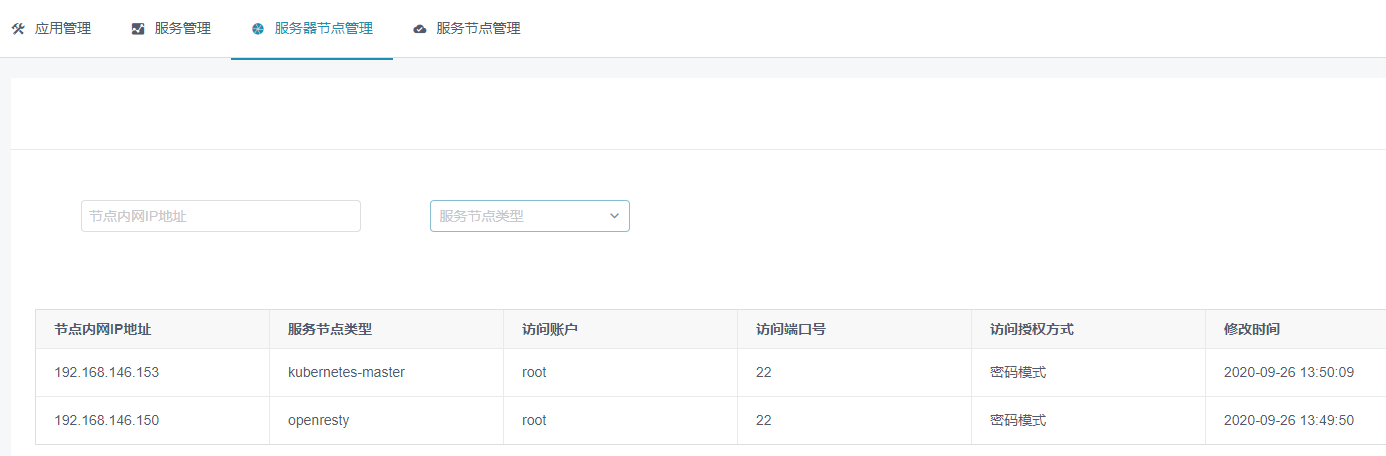 应用管理 服务管理 服务器节点管理 服务节点管理
节点内网IP地址 服务节点类型
节点内网IP地址 服务节点类型 访问账户 访问端口号 访问授权方式 修改时间
192.168.146.153 kubernetes-master root 22 密码模式 2020-09-26 13:50:09
192.168.146.150 openresty root 22 密码模式 2020-09-26 13:49:50